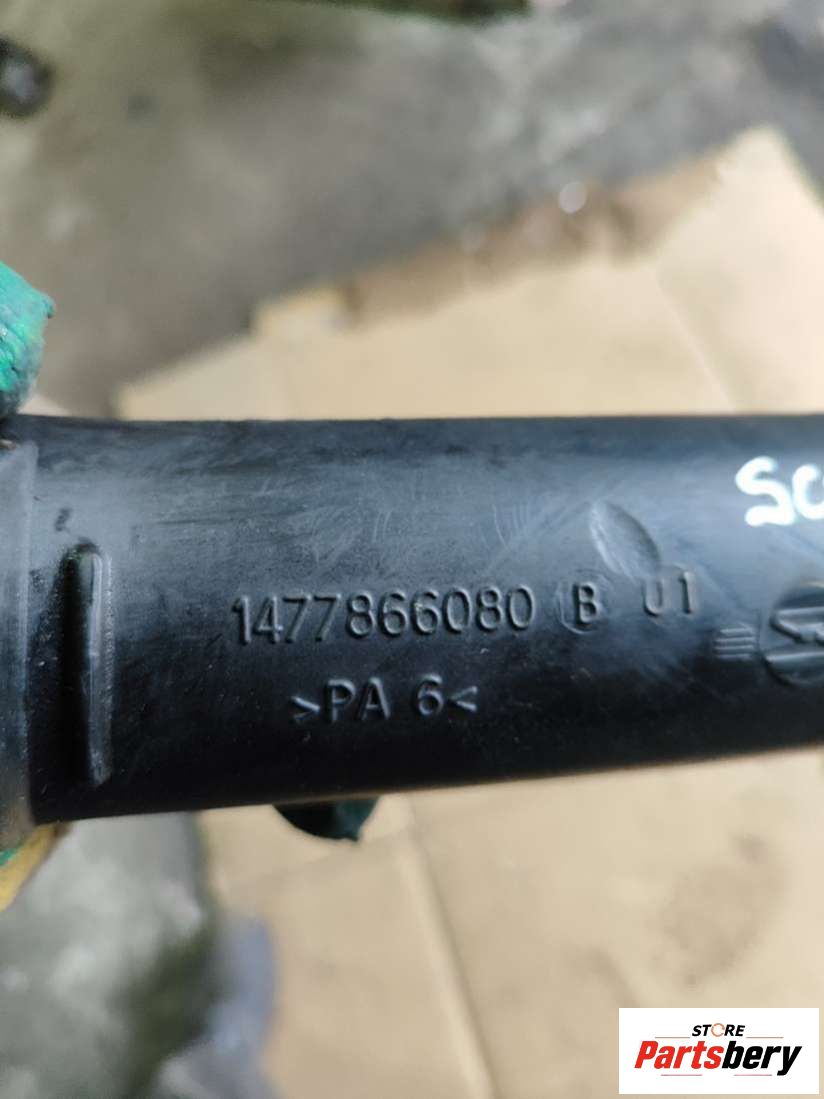 1477866080 B U1
>PA 6<
STORE
Partsbery